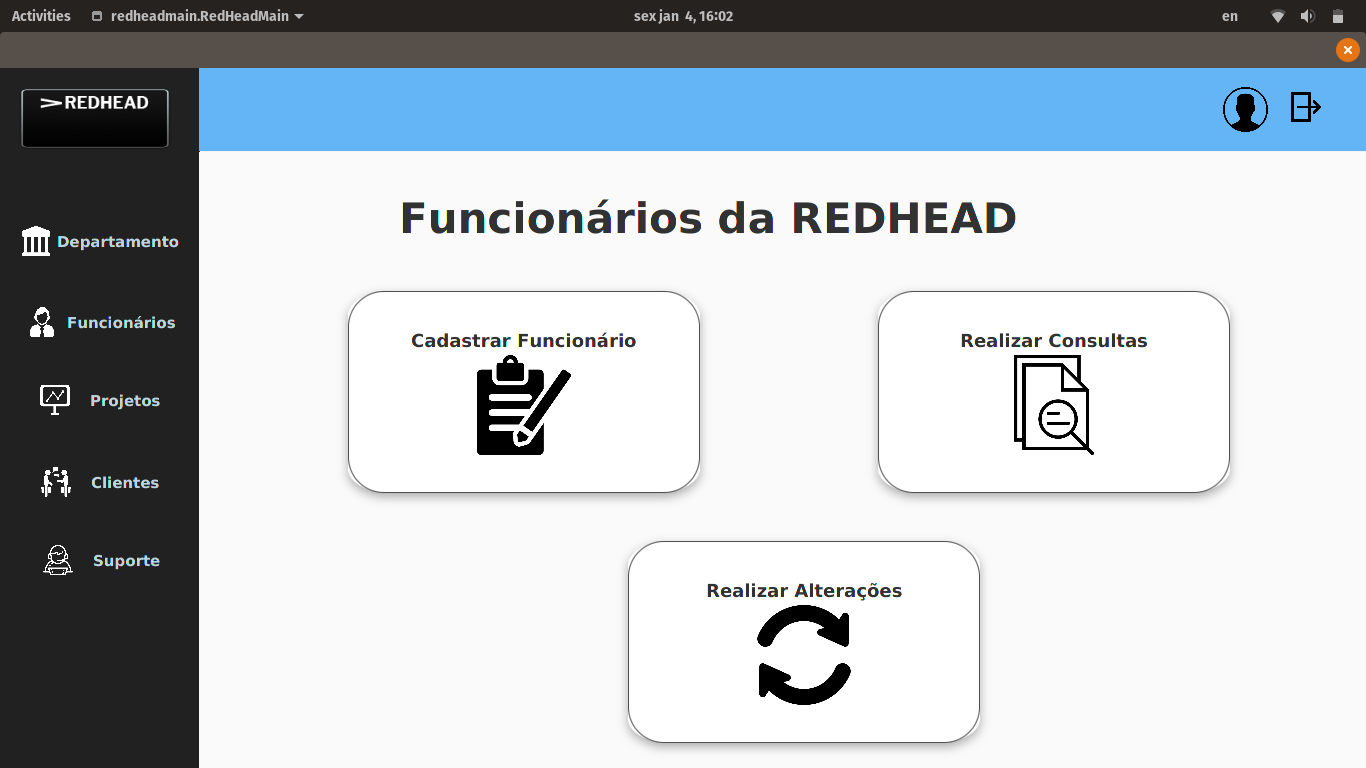 Activities redheadmain.RedHeadMain sex jan 4, 16:02 en
REDHEAD
Funcionários da REDHEAD
Departamento
Funcionários
Projetos
Clientes
Suporte
Cadastrar Funcionário
Realizar Consultas
Realizar Alterações